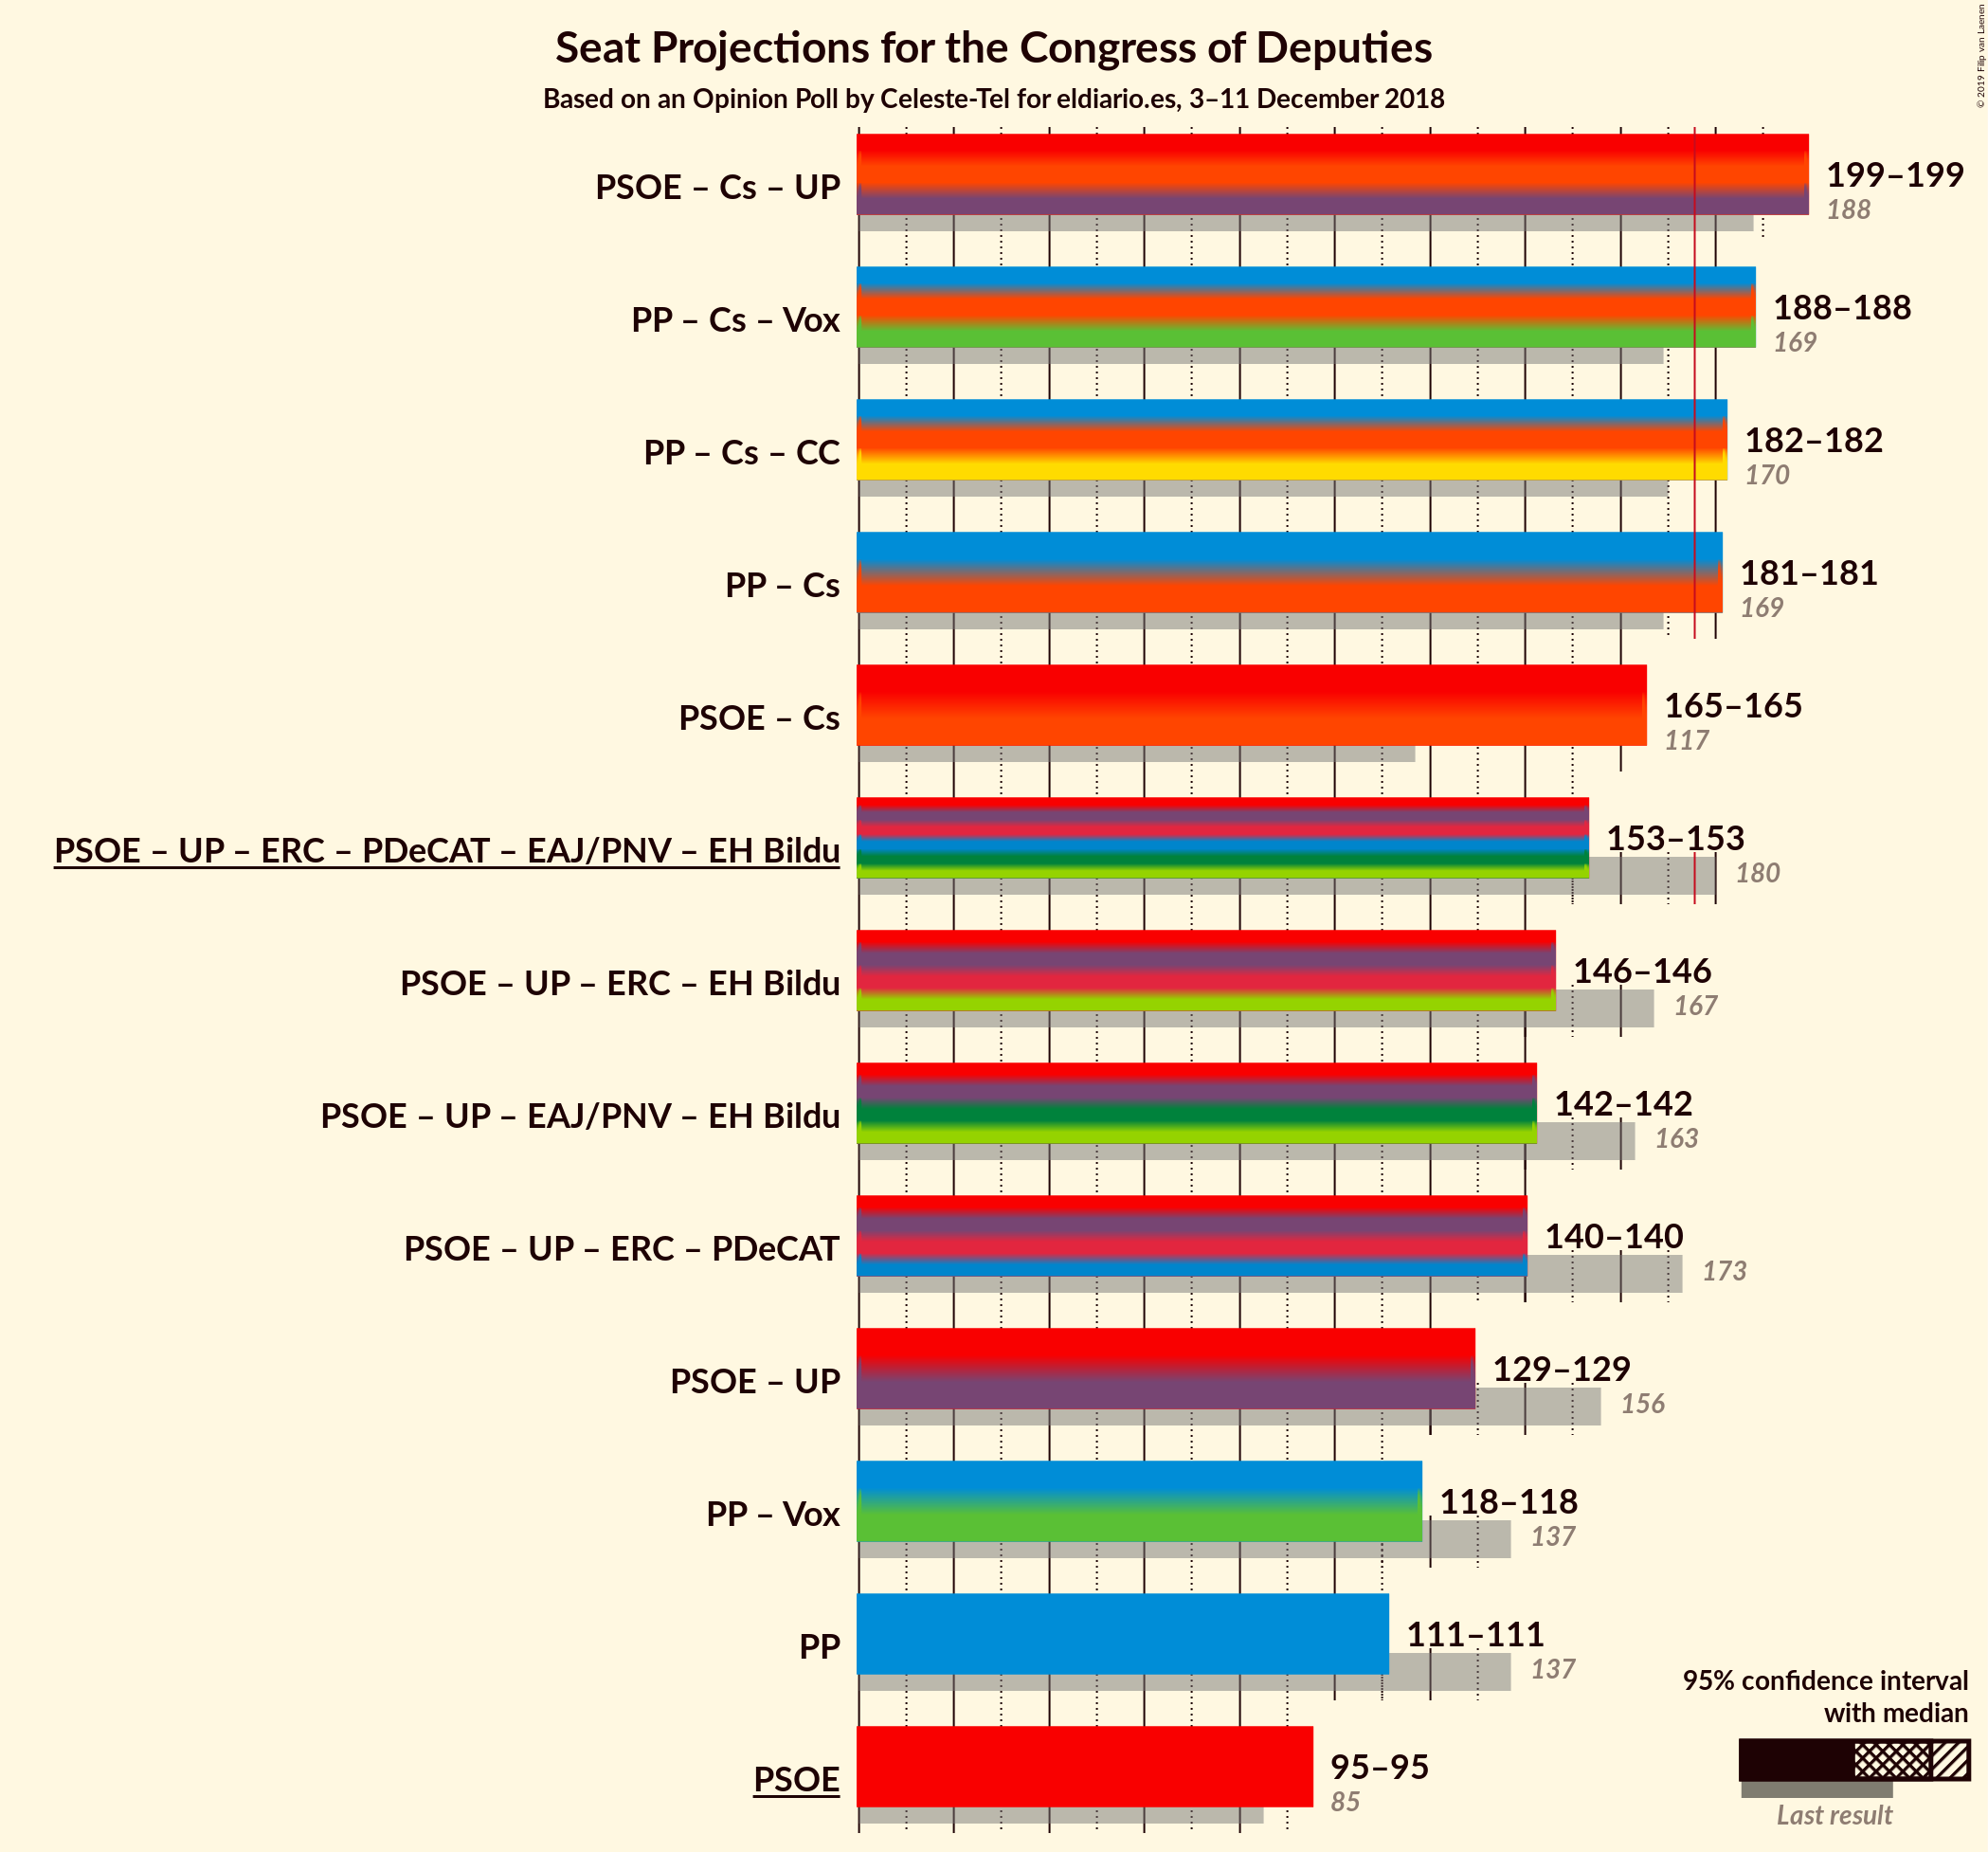 Seat Projections for the Congress of Deputies
Based on an Opinion Poll by Celeste-Tel for eldiario.es, 3–11 December 2018
© 2019 Filip van Laenen
PSOE – Cs – UP
199–199
188
PP – Cs – Vox
188–188
169
PP – Cs – CC
182–182
170
PP – Cs
181–181
169
PSOE – Cs
165–165
117
PSOE – UP – ERC – PDeCAT – EAJ/PNV – EH Bildu
153–153
180
PSOE – UP – ERC – EH Bildu
146–146
167
PSOE – UP – EAJ/PNV – EH Bildu
142–142
163
PSOE – UP – ERC – PDeCAT
140–140
173
PSOE – UP
129–129
156
PP – Vox
118–118
137
PP
111–111
137
PSOE
95–95
85
95% confidence interval
with median
Last result